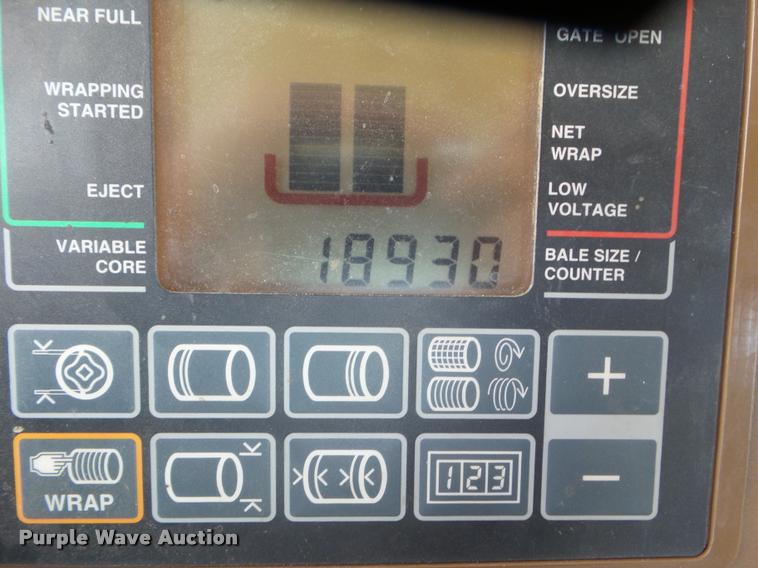 NEAR FULL
GATE OPEN
WRAPPING
STARTED
OVERSIZE
NET
WRAP
EJECT
LOW
VOLTAGE
VARIABLE
CORE
18930
BALE SIZE /
COUNTER
+
WRAP
123
−
Purple Wave Auction